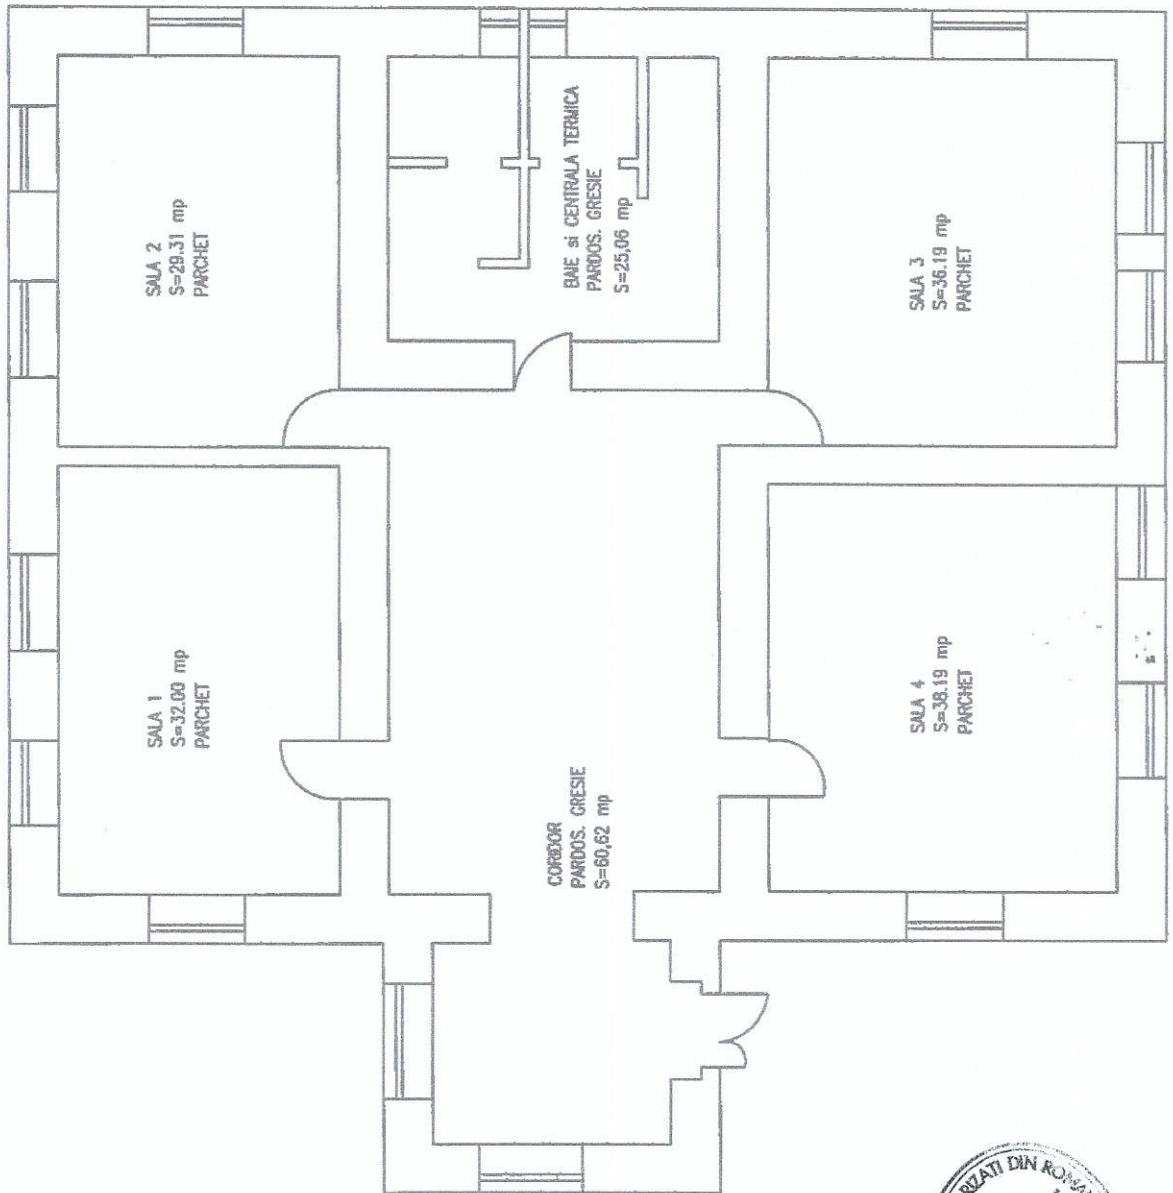 SALA 2
S=29.31 mp
PARCHET
BAIE si CENTRALA TERMICA
PARDOS. GRESIE
S=25,06 mp
SALA 3
S=36.19 mp
PARCHET
SALA 1
S=32.00 mp
PARCHET
CORIDOR
PARDOS. GRESIE
S=60,62 mp
SALA 4
S=38.19 mp
PARCHET
DIN